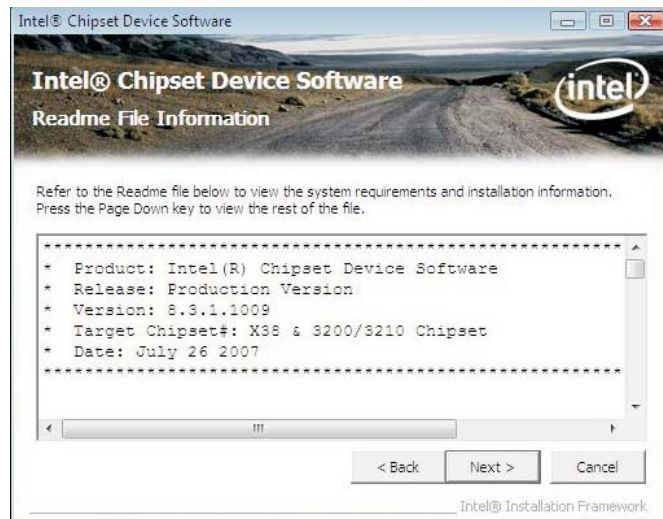 Intel® Chipset Device Software
Intel® Chipset Device Software
intel
Readme File Information
Refer to the Readme file below to view the system requirements and installation information.
Press the Page Down key to view the rest of the file.
************************************************************
* Product: Intel(R) Chipset Device Software
* Release: Production Version
* Version: 8.3.1.1009
* Target Chipset#: X38 & 3200/3210 Chipset
* Date: July 26 2007
************************************************************
< Back Next > Cancel
Intel® Installation Framework